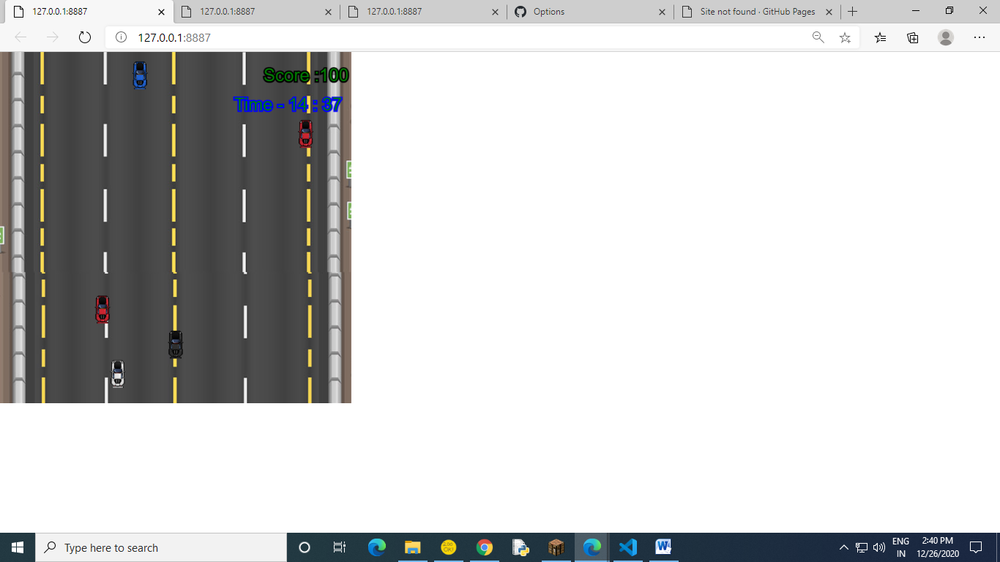 127.0.0.1:8887
127.0.0.1:8887
127.0.0.1:8887
Options
Site not found · GitHub Pages
127.0.0.1:8887
Score :100
Time - 14 : 37
Type here to search
ENG
IN
2:40 PM
12/26/2020